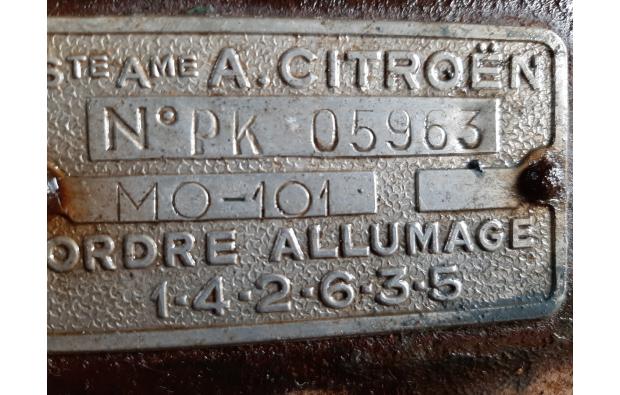 STE AME A. CITROËN
N° PK 05963
MO-101
ORDRE ALLUMAGE
1·4·2·6·3·5